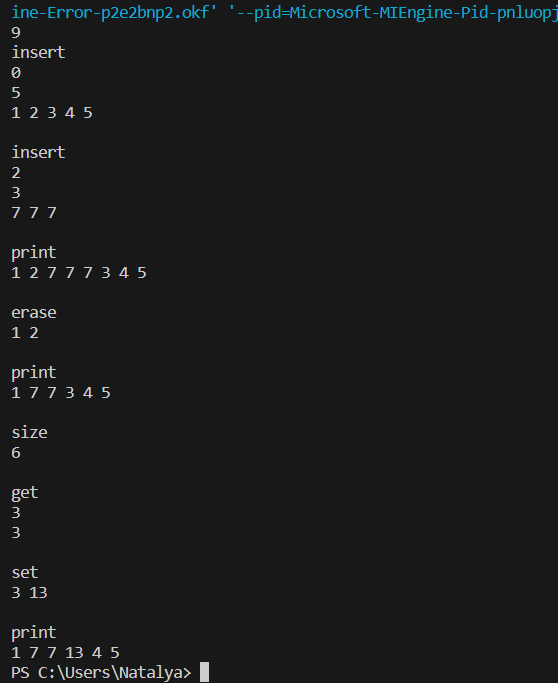 ine-Error-p2e2bnp2.okf' '--pid=Microsoft-MIEngine-Pid-pnluopj
9
insert
0
5
1 2 3 4 5
insert
2
3
7 7 7
print
1 2 7 7 7 3 4 5
erase
1 2
print
1 7 7 3 4 5
size
6
get
3
3
set
3 13
print
1 7 7 13 4 5
PS C:\Users\Natalya>